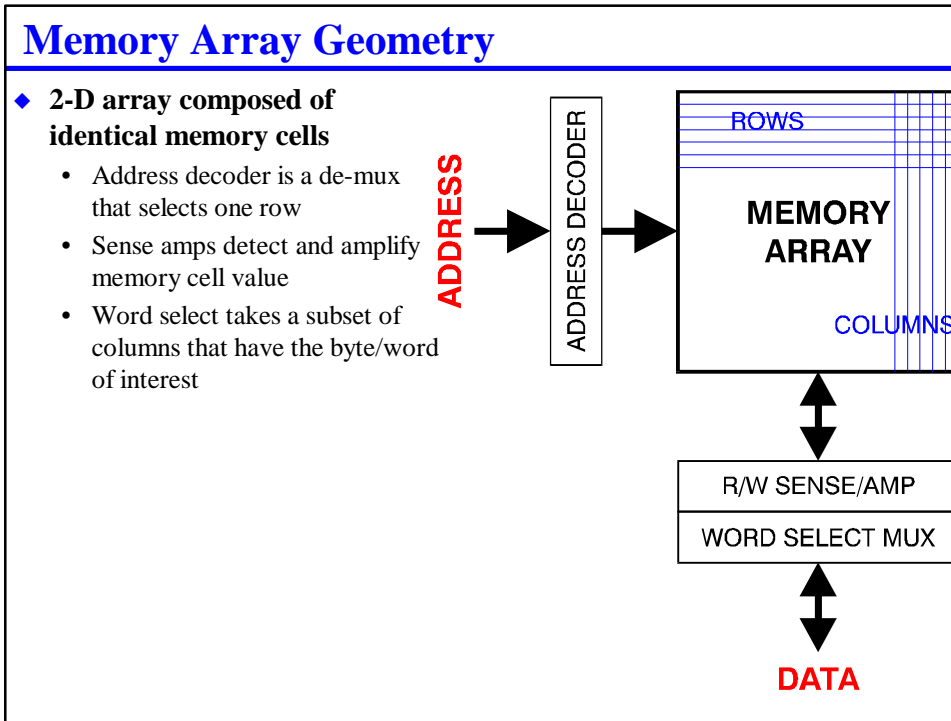 Memory Array Geometry
◆ 2-D array composed of
identical memory cells
• Address decoder is a de-mux
that selects one row
• Sense amps detect and amplify
memory cell value
• Word select takes a subset of
columns that have the byte/word
of interest
ADDRESS
ADDRESS DECODER
ROWS
MEMORY
ARRAY
COLUMNS
R/W SENSE/AMP
WORD SELECT MUX
DATA